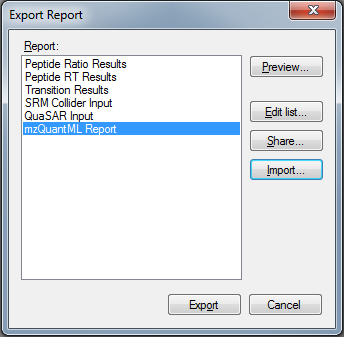 Export Report
Report:
Peptide Ratio Results
Peptide RT Results
Transition Results
SRM Collider Input
QuaSAR Input
mzQuantML Report
Preview...
Edit list...
Share...
Import...
Export
Cancel